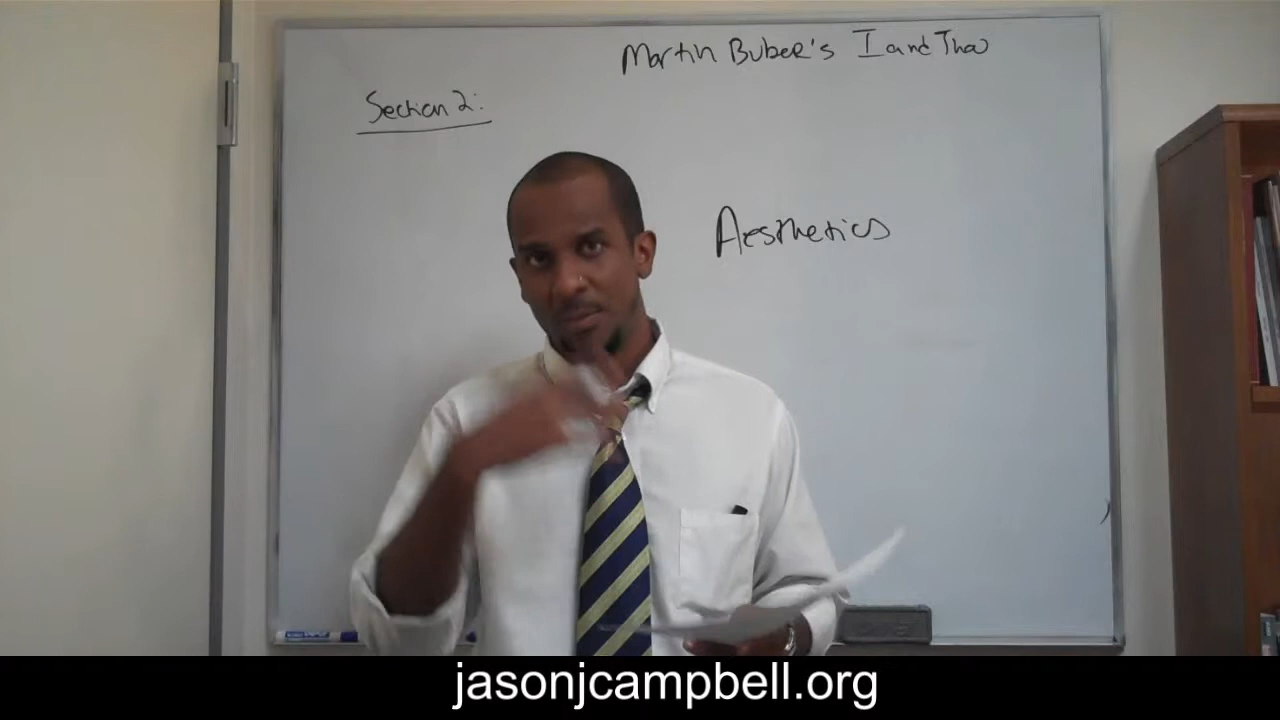 Martin Buber's I and Thou
Section 2:
Aesthetics
jasonjcampbell.org